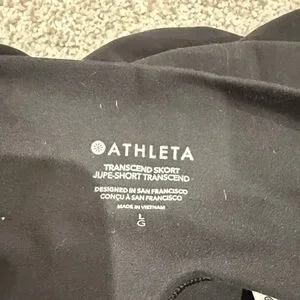 ATHLETA
TRANSCEND SKORT
JUPE-SHORT TRANSCEND
DESIGNED IN SAN FRANCISCO
CONÇU À SAN FRANCISCO
MADE IN VIETNAM
L
G